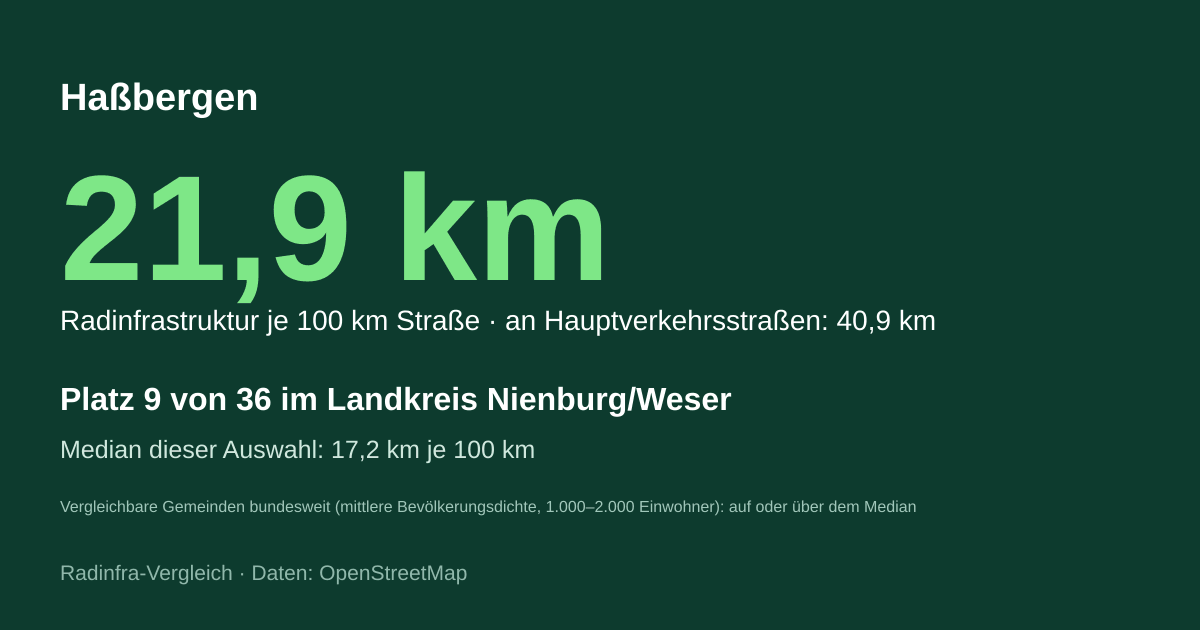 Haßbergen
21,9 km
Radinfrastruktur je 100 km Straße · an Hauptverkehrsstraßen: 40,9 km
Platz 9 von 36 im Landkreis Nienburg/Weser
Median dieser Auswahl: 17,2 km je 100 km
Vergleichbare Gemeinden bundesweit (mittlere Bevölkerungsdichte, 1.000–2.000 Einwohner): auf oder über dem Median
Radinfra-Vergleich · Daten: OpenStreetMap